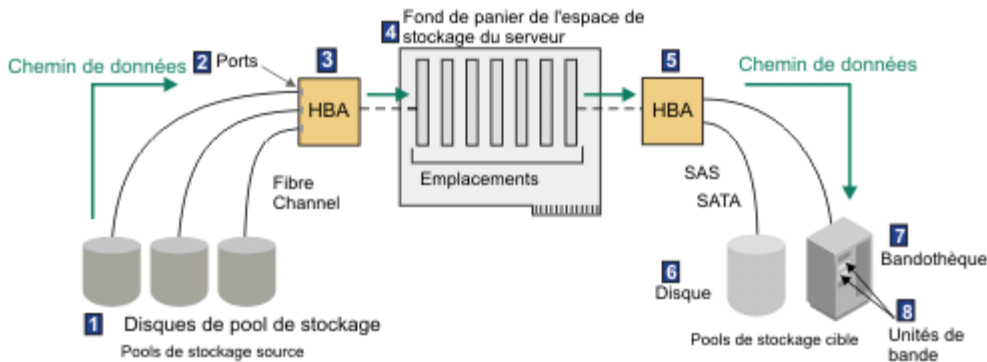 4 Fond de panier de l'espace de
stockage du serveur
Chemin de données
2 Ports
3
HBA
5
HBA
Chemin de données
Emplacements
Fibre
Channel
SAS
SATA
1 Disques de pool de stockage
Pools de stockage source
6
Disque
7
Bandothèque
8
Unités de
bande
Pools de stockage cible